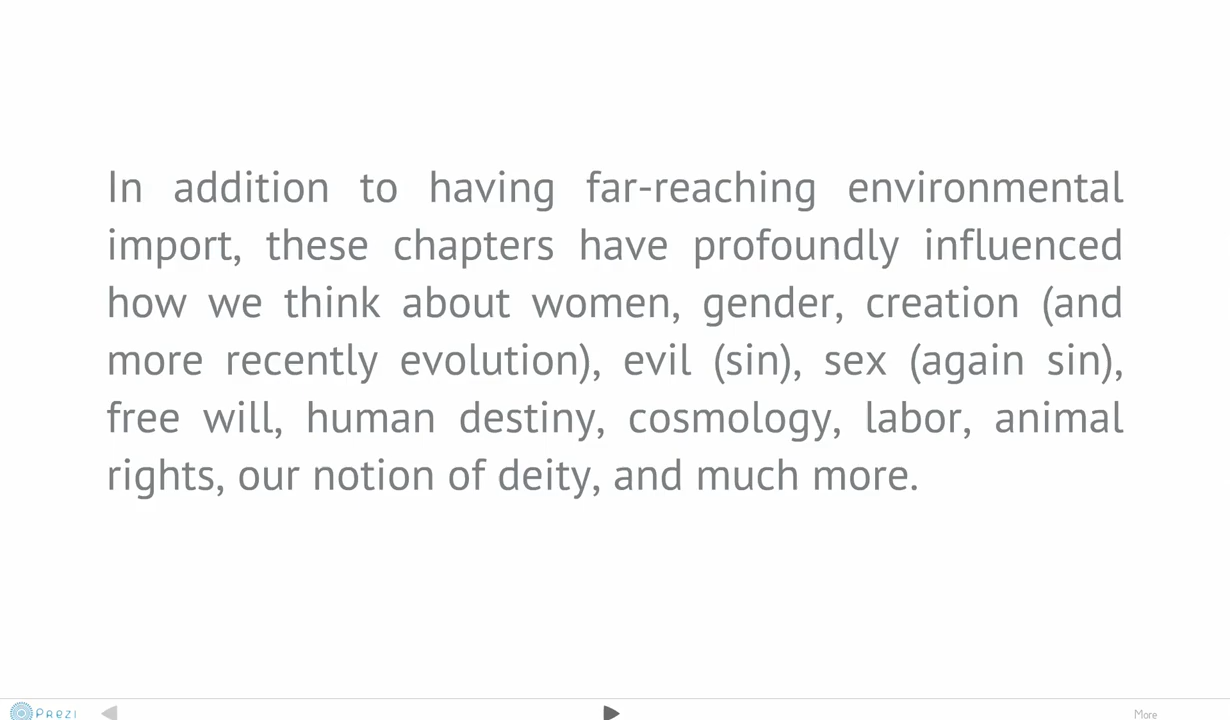 In addition to having far-reaching environmental
import, these chapters have profoundly influenced
how we think about women, gender, creation (and
more recently evolution), evil (sin), sex (again sin),
free will, human destiny, cosmology, labor, animal
rights, our notion of deity, and much more.
Prezi
More